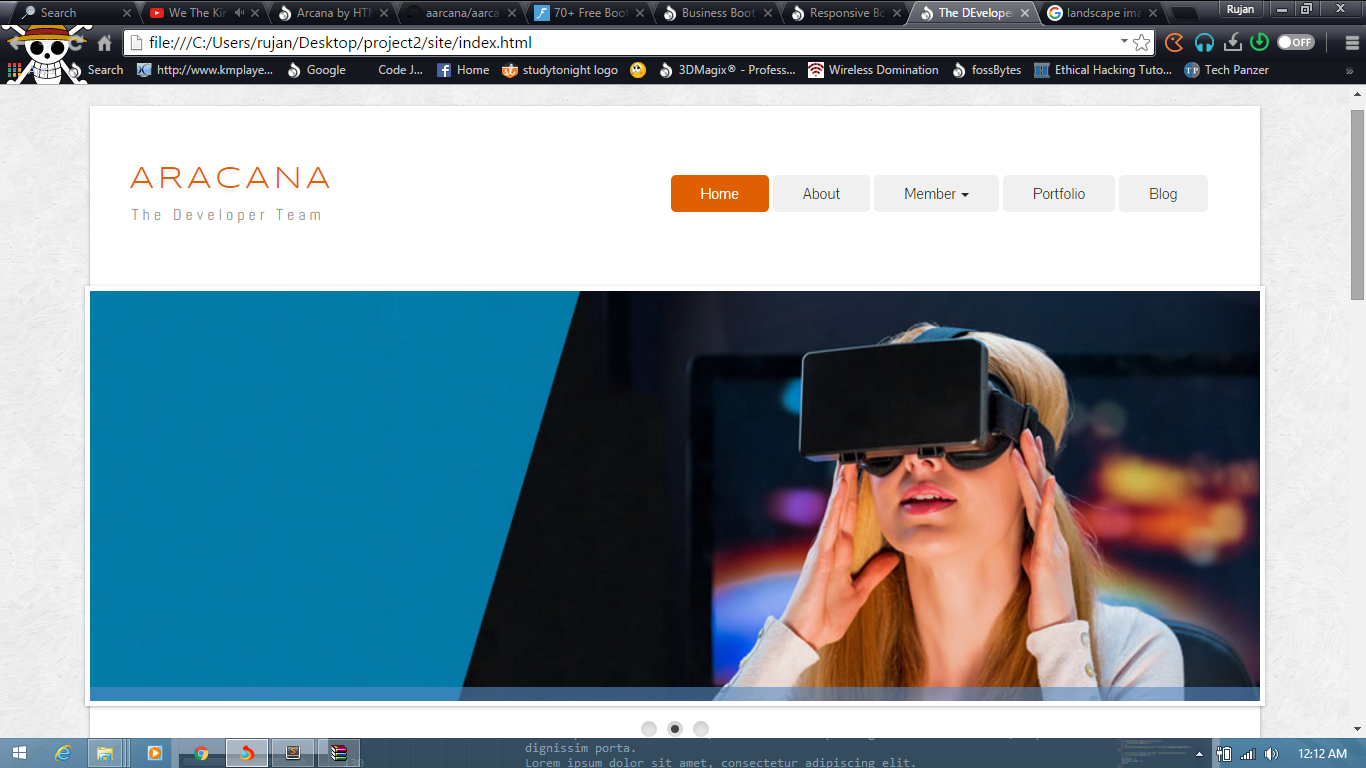 Search
We The Kin
Arcana by HTM
aarcana/aarca
70+ Free Boot
Business Boot
Responsive Bo
The DEvelope
landscape ima
Rujan
file:///C:/Users/rujan/Desktop/project2/site/index.html
OFF
Search
http://www.kmplaye...
Google
Code J...
Home
studytonight logo
3DMagix® - Profess...
Wireless Domination
fossBytes
Ethical Hacking Tuto...
TP
Tech Panzer
»
ARACANA
The Developer Team
Home
About
Member
Portfolio
Blog
dignissim porta.
Lorem ipsum dolor sit amet, consectetur adipiscing elit.
12:12 AM